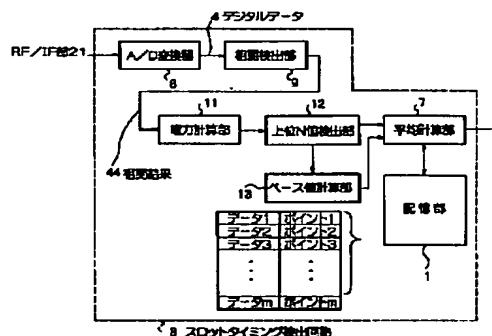 4 デジタルデータ
RF/IF部21
A/D変換器
相関検出部
6
9
11
12
7
電力計算部
上位N値検出部
平均計算部
44 相関結果
13
ベース値計算部
記憶部
1
データ1 ポイント1
データ2 ポイント2
データ3 ポイント3
データm ポイントm
8 スロットタイミング検出回路